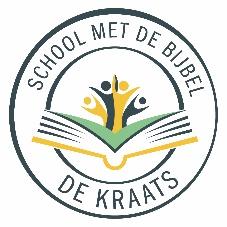 SCHOOL MET DE BIJBEL
DE KRAATS